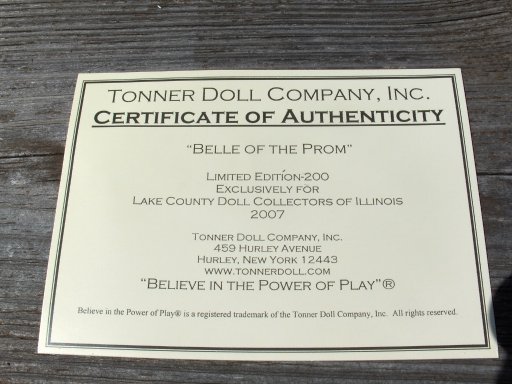 TONNER DOLL COMPANY, INC.
CERTIFICATE OF AUTHENTICITY
"BELLE OF THE PROM"
LIMITED EDITION-200
EXCLUSIVELY FOR
LAKE COUNTY DOLL COLLECTORS OF ILLINOIS
2007
TONNER DOLL COMPANY, INC.
459 HURLEY AVENUE
HURLEY, NEW YORK 12443
WWW.TONNERDOLL.COM
"BELIEVE IN THE POWER OF PLAY"®
Believe in the Power of Play® is a registered trademark of the Tonner Doll Company, Inc. All rights reserved.